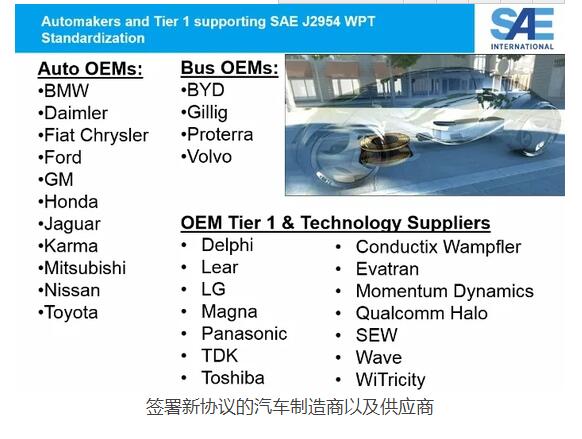 Automakers and Tier 1 supporting SAE J2954 WPT
Standardization
SAE
INTERNATIONAL
Auto OEMs:
•BMW
•Daimler
•Fiat Chrysler
•Ford
•GM
•Honda
•Jaguar
•Karma
•Mitsubishi
•Nissan
•Toyota
Bus OEMs:
•BYD
•Gillig
•Proterra
•Volvo
OEM Tier 1 & Technology Suppliers
• Delphi
• Lear
• LG
• Magna
• Panasonic
• TDK
• Toshiba
• Conductix Wampfler
• Evatran
• Momentum Dynamics
• Qualcomm Halo
• SEW
• Wave
• WiTricity
签署新协议的汽车制造商以及供应商